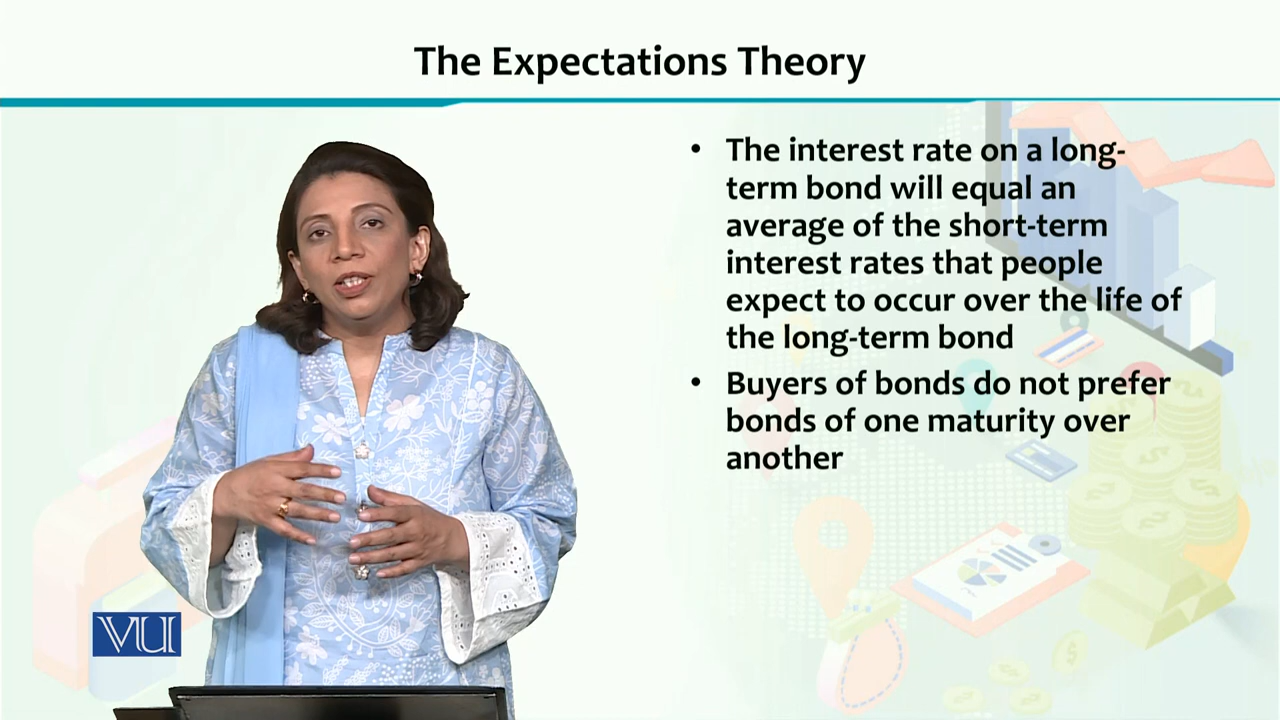 The Expectations Theory
• The interest rate on a long-
term bond will equal an
average of the short-term
interest rates that people
expect to occur over the life of
the long-term bond
• Buyers of bonds do not prefer
bonds of one maturity over
another
VU